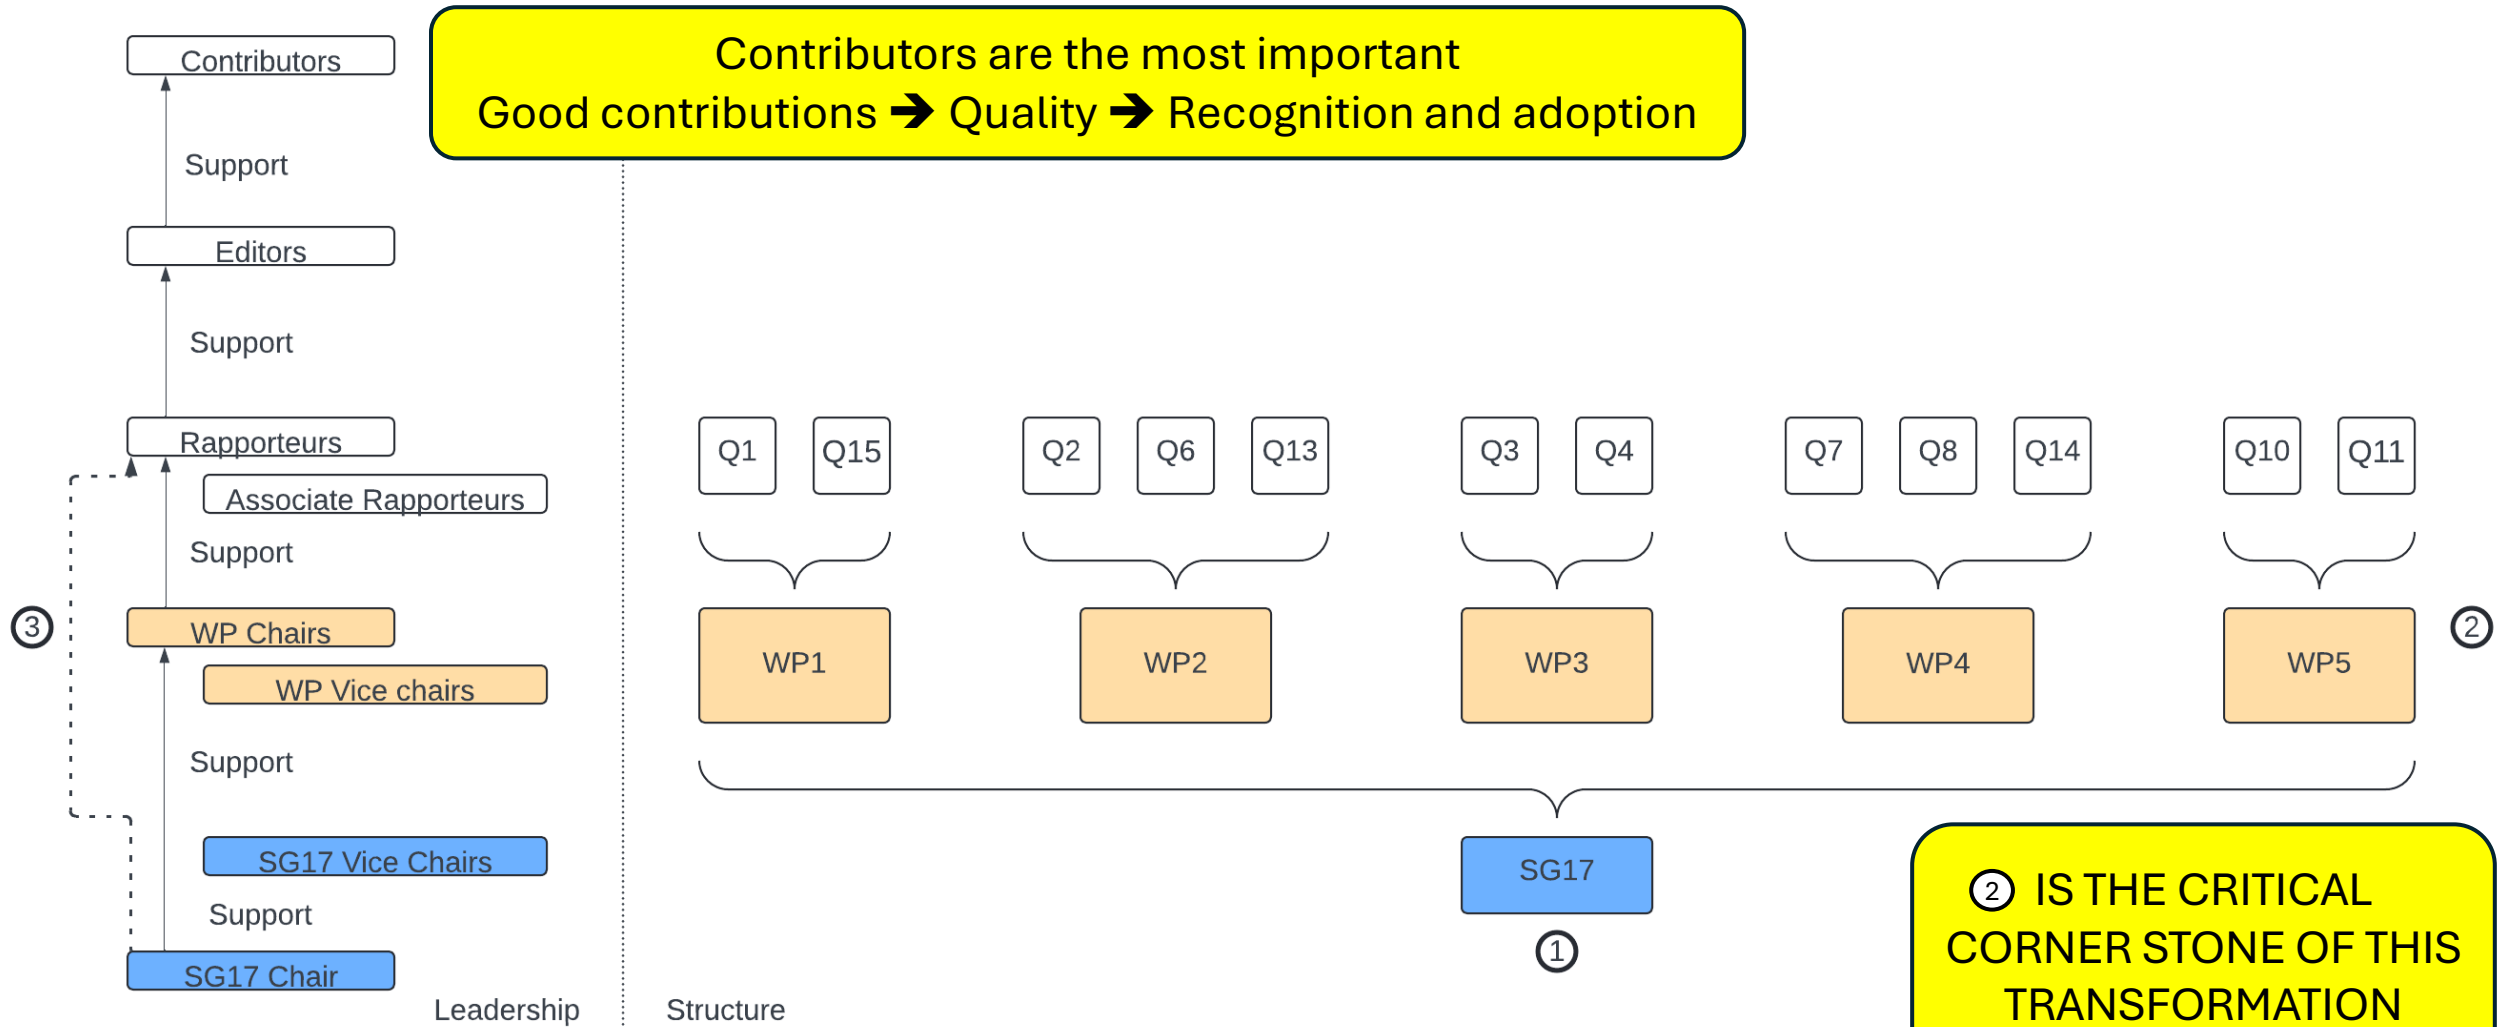 Contributors are the most important
Good contributions 🡺 Quality 🡺 Recognition and adoption
Contributors
Support
Editors
Support
Rapporteurs
Associate Rapporteurs
Support
3
WP Chairs
WP Vice chairs
Support
SG17 Vice Chairs
Support
SG17 Chair
Leadership
Structure
Q1 Q15 Q2 Q6 Q13 Q3 Q4 Q7 Q8 Q14 Q10 Q11
WP1 WP2 WP3 WP4 WP5
2
SG17
1
2 IS THE CRITICAL
CORNER STONE OF THIS
TRANSFORMATION